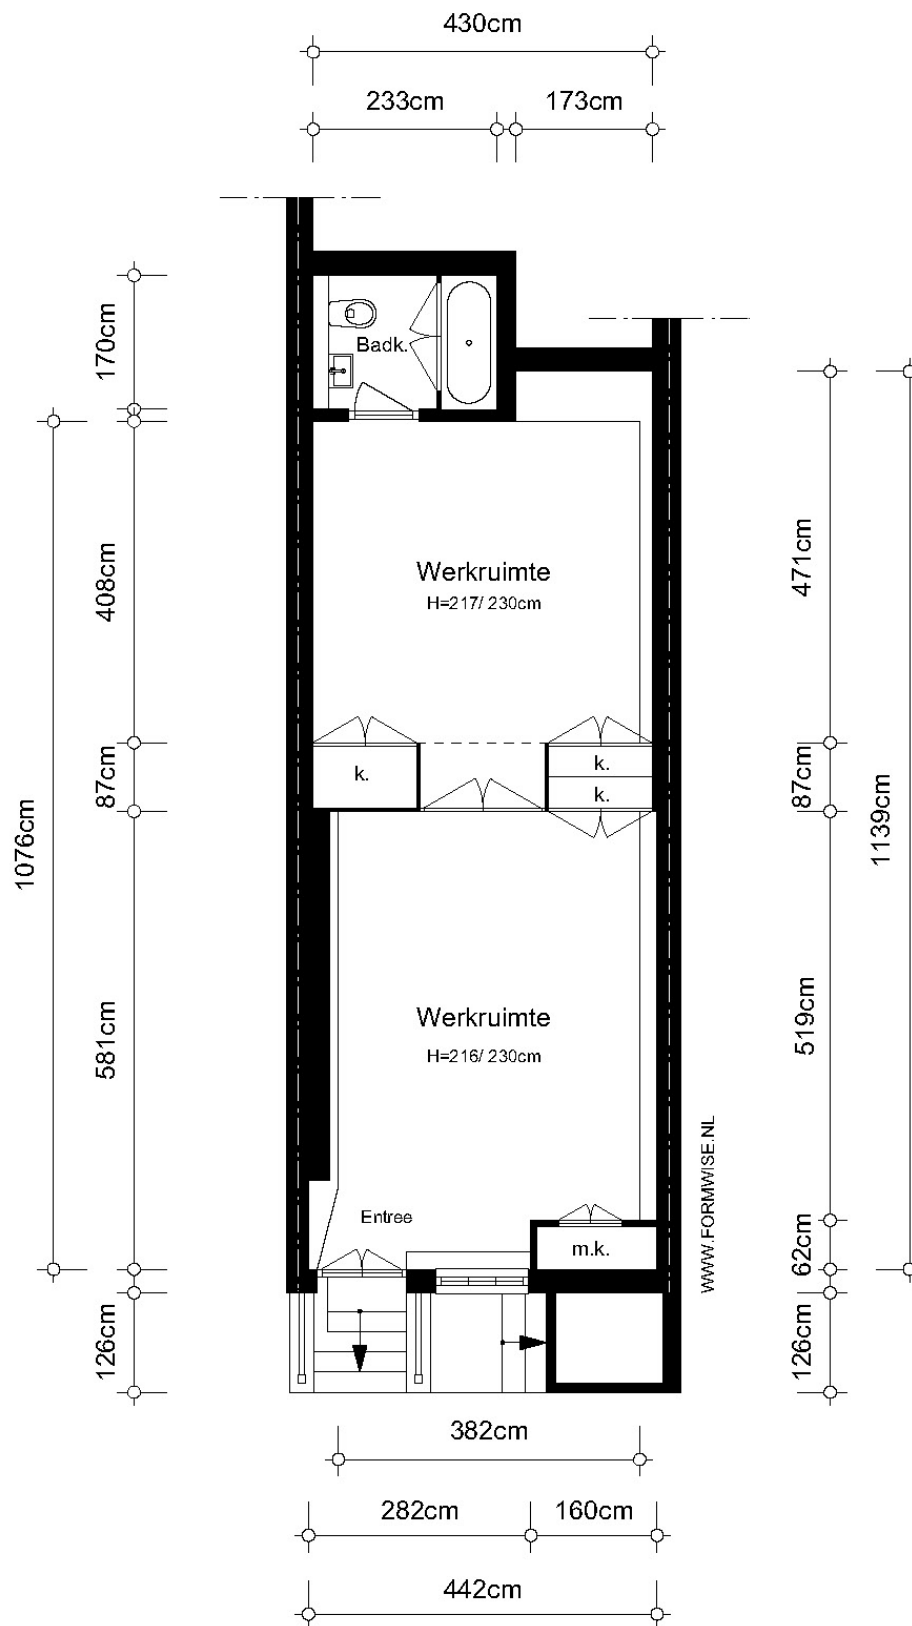 430cm
233cm
173cm
170cm
Badk.
408cm
471cm
Werkruimte
H=217/ 230cm
87cm
k.
k.
k.
87cm
1076cm
1139cm
581cm
519cm
Werkruimte
H=216/ 230cm
WWW.FORMWISE.NL
Entree
m.k.
62cm
126cm
126cm
382cm
282cm
160cm
442cm